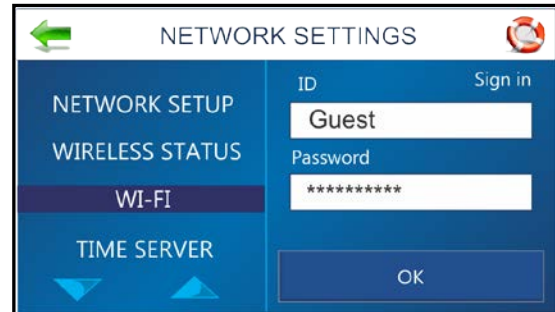 NETWORK SETTINGS
NETWORK SETUP
WIRELESS STATUS
WI-FI
TIME SERVER
ID Sign in
Guest
Password
**********
OK